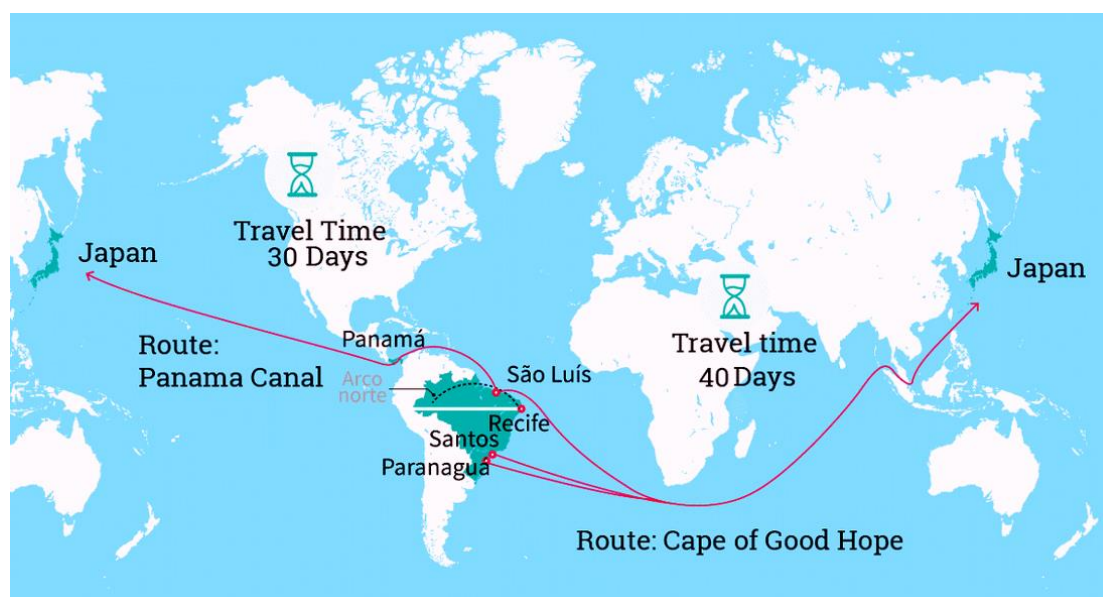 Travel Time
30 Days
Japan
Japan
Route:
Panama Canal
Panamá
Arco
norte
São Luís
Recife
Santos
Paranaguá
Travel time
40 Days
Route: Cape of Good Hope